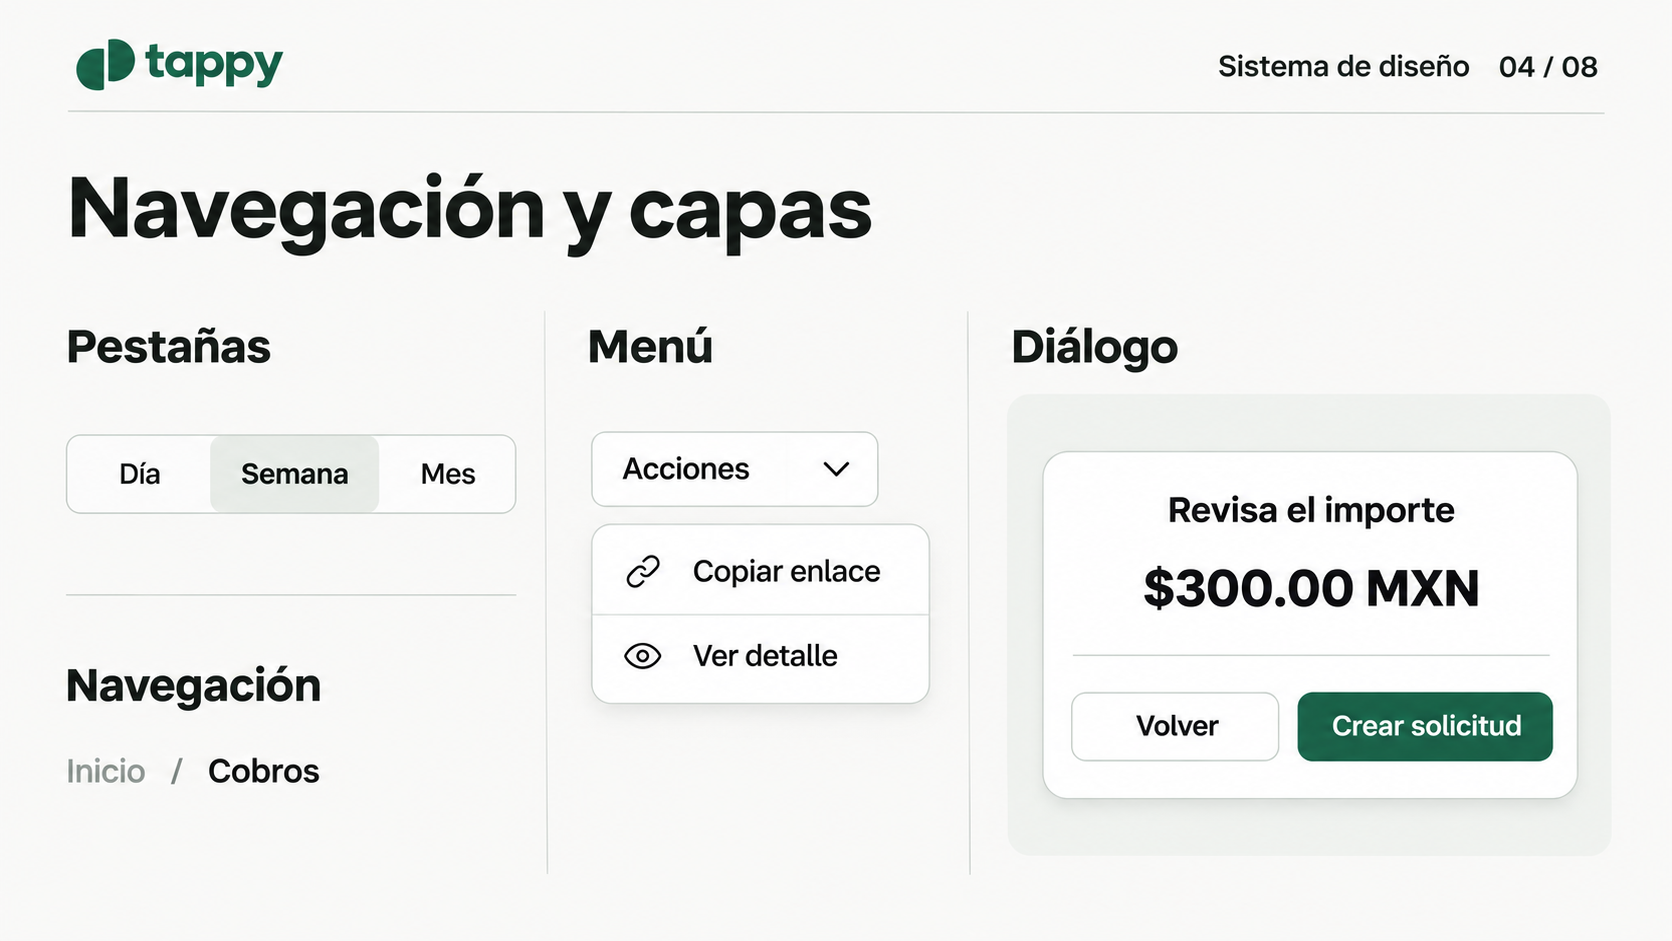 tappy
Sistema de diseño 04 / 08
Navegación y capas
Pestañas
Día Semana Mes
Navegación
Inicio / Cobros
Menú
Acciones
Copiar enlace
Ver detalle
Diálogo
Revisa el importe
$300.00 MXN
Volver Crear solicitud